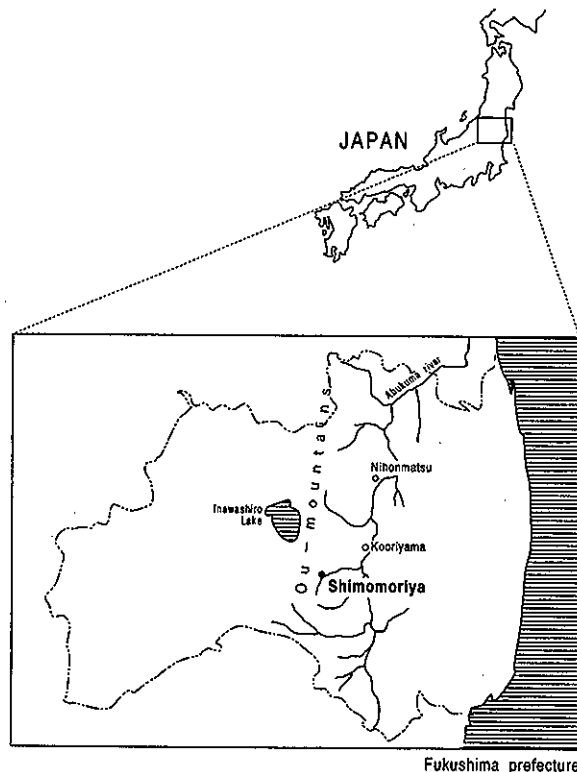 JAPAN
Abukuma river
Ou-mountains
Nihonmatsu
Inawashiro
Lake
Kooriyama
Shimomoriya
Fukushima prefecture